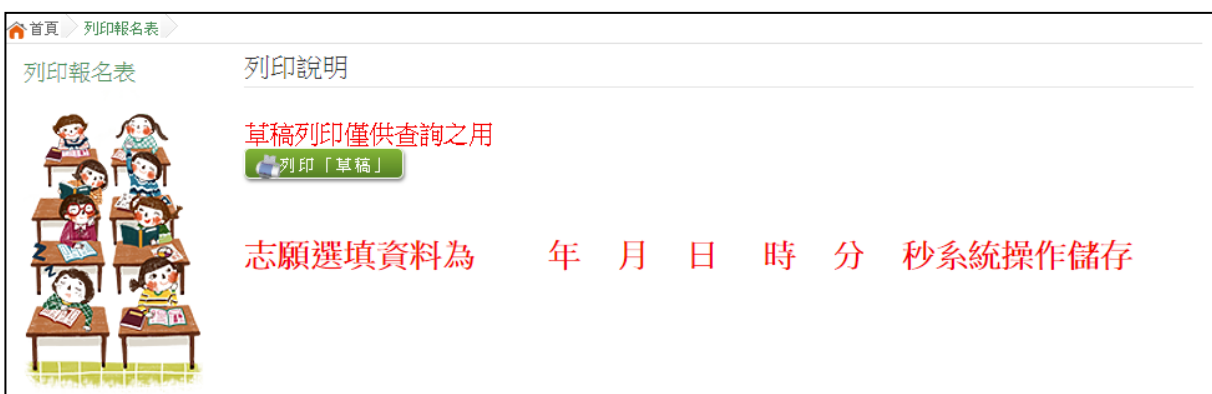 首頁 列印報名表
列印報名表
列印說明
草稿列印僅供查詢之用
列印「草稿」
志願選填資料為 年 月 日 時 分 秒系統操作儲存